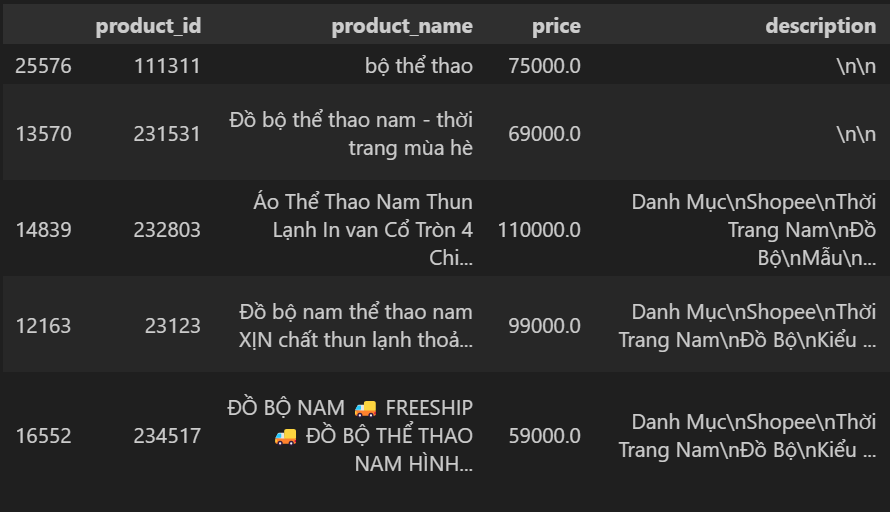 product_id product_name price description
25576 111311 bộ thể thao 75000.0 \n\n
13570 231531 Đồ bộ thể thao nam - thời trang mùa hè 69000.0 \n\n
14839 232803 Áo Thể Thao Nam Thun Lạnh In van Cổ Tròn 4 Chi... 110000.0 Danh Mục\nShopee\nThời Trang Nam\nĐồ Bộ\nMẫu\n...
12163 23123 Đồ bộ nam thể thao nam XỊN chất thun lạnh thoả... 99000.0 Danh Mục\nShopee\nThời Trang Nam\nĐồ Bộ\nKiểu ...
16552 234517 ĐỒ BỘ NAM 🚚 FREESHIP 🚚 ĐỒ BỘ THỂ THAO NAM HÌNH... 59000.0 Danh Mục\nShopee\nThời Trang Nam\nĐồ Bộ\nKiểu ...